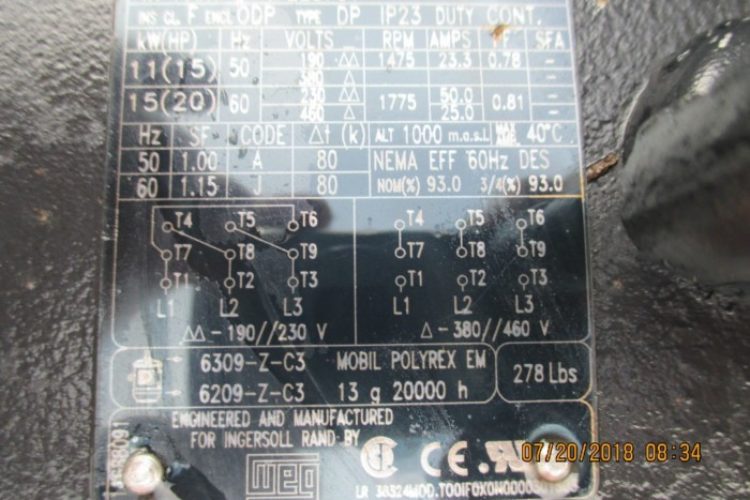 INS CL. F ENCL ODP TYPE DP IP23 DUTY CONT.
kW(HP) Hz VOLTS RPM AMPS SFA
11(15) 50 190 ΔΔ 1475 23.3 0.78 -
380 Δ -
15(20) 60 230 ΔΔ 1775 50.0 0.81 -
460 Δ 25.0 -
Hz SF CODE Δt (k) ALT 1000 m.a.s.l. 40°C
50 1.00 A 80 NEMA EFF 60Hz DES
60 1.15 J 80 NOM(%) 93.0 3/4(%) 93.0
T4 T5 T6 T4 T5 T6
T7 T8 T9 T7 T8 T9
T1 T2 T3 T1 T2 T3
L1 L2 L3 L1 L2 L3
ΔΔ-190//230 V Δ-380//460 V
6309-Z-C3 MOBIL POLYREX EM
6209-Z-C3 13 g 20000 h
278 Lbs
ENGINEERED AND MANUFACTURED
FOR INGERSOLL RAND BY
WEG
CE
07/20/2018 08:34